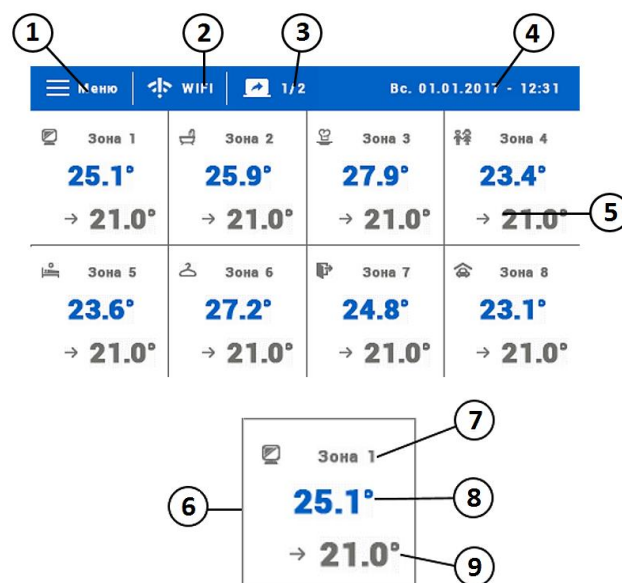 1 2 3 4
Меню WIFI 1/2 Вс. 01.01.2017 - 12:31
Зона 1 Зона 2 Зона 3 Зона 4
25.1° 25.9° 27.9° 23.4°
→ 21.0° → 21.0° → 21.0° → 21.0° 5
Зона 5 Зона 6 Зона 7 Зона 8
23.6° 27.2° 24.8° 23.1°
→ 21.0° → 21.0° → 21.0° → 21.0°
7
Зона 1
6 25.1° 8
→ 21.0° 9